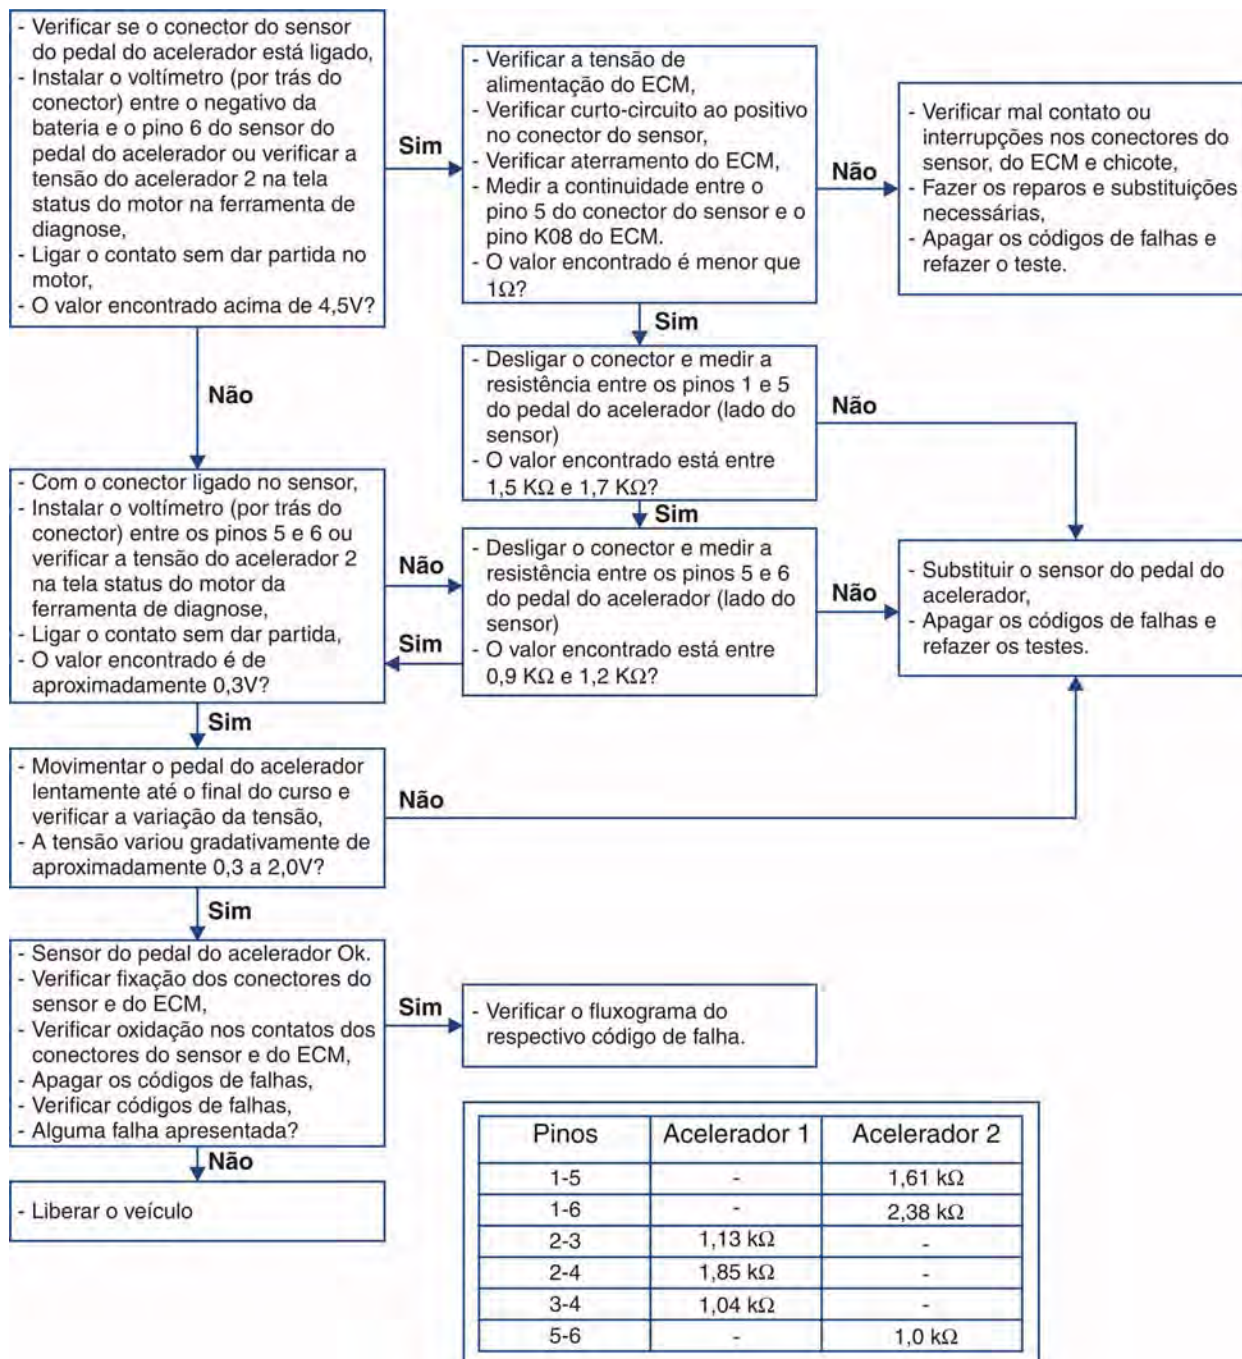 - Verificar se o conector do sensor
do pedal do acelerador está ligado,
- Instalar o voltímetro (por trás do
conector) entre o negativo da
bateria e o pino 6 do sensor do
pedal do acelerador ou verificar a
tensão do acelerador 2 na tela
status do motor na ferramenta de
diagnose,
- Ligar o contato sem dar partida no
motor,
- O valor encontrado acima de 4,5V?
Sim
- Verificar a tensão de
alimentação do ECM,
- Verificar curto-circuito ao positivo
no conector do sensor,
- Verificar aterramento do ECM,
- Medir a continuidade entre o
pino 5 do conector do sensor e o
pino K08 do ECM.
- O valor encontrado é menor que
1Ω?
Não
- Verificar mal contato ou
interrupções nos conectores do
sensor, do ECM e chicote,
- Fazer os reparos e substituições
necessárias,
- Apagar os códigos de falhas e
refazer o teste.
Sim
Não
- Desligar o conector e medir a
resistência entre os pinos 1 e 5
do pedal do acelerador (lado do
sensor)
- O valor encontrado está entre
1,5 KΩ e 1,7 KΩ?
Não
Sim
- Com o conector ligado no sensor,
- Instalar o voltímetro (por trás do
conector) entre os pinos 5 e 6 ou
verificar a tensão do acelerador 2
na tela status do motor da
ferramenta de diagnose,
- Ligar o contato sem dar partida,
- O valor encontrado é de
aproximadamente 0,3V?
Não
Sim
- Desligar o conector e medir a
resistência entre os pinos 5 e 6
do pedal do acelerador (lado do
sensor)
- O valor encontrado está entre
0,9 KΩ e 1,2 KΩ?
Não
- Substituir o sensor do pedal do
acelerador,
- Apagar os códigos de falhas e
refazer os testes.
Sim
- Movimentar o pedal do acelerador
lentamente até o final do curso e
verificar a variação da tensão,
- A tensão variou gradativamente de
aproximadamente 0,3 a 2,0V?
Não
Sim
- Sensor do pedal do acelerador Ok.
- Verificar fixação dos conectores do
sensor e do ECM,
- Verificar oxidação nos contatos dos
conectores do sensor e do ECM,
- Apagar os códigos de falhas,
- Verificar códigos de falhas,
- Alguma falha apresentada?
Sim
- Verificar o fluxograma do
respectivo código de falha.
Não
- Liberar o veículo
Pinos Acelerador 1 Acelerador 2
1-5 - 1,61 kΩ
1-6 - 2,38 kΩ
2-3 1,13 kΩ -
2-4 1,85 kΩ -
3-4 1,04 kΩ -
5-6 - 1,0 kΩ